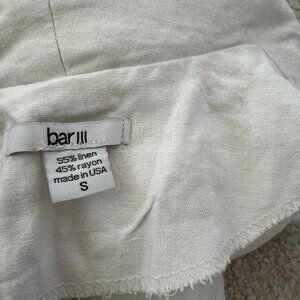 bar III
55% linen
45% rayon
made in USA
S